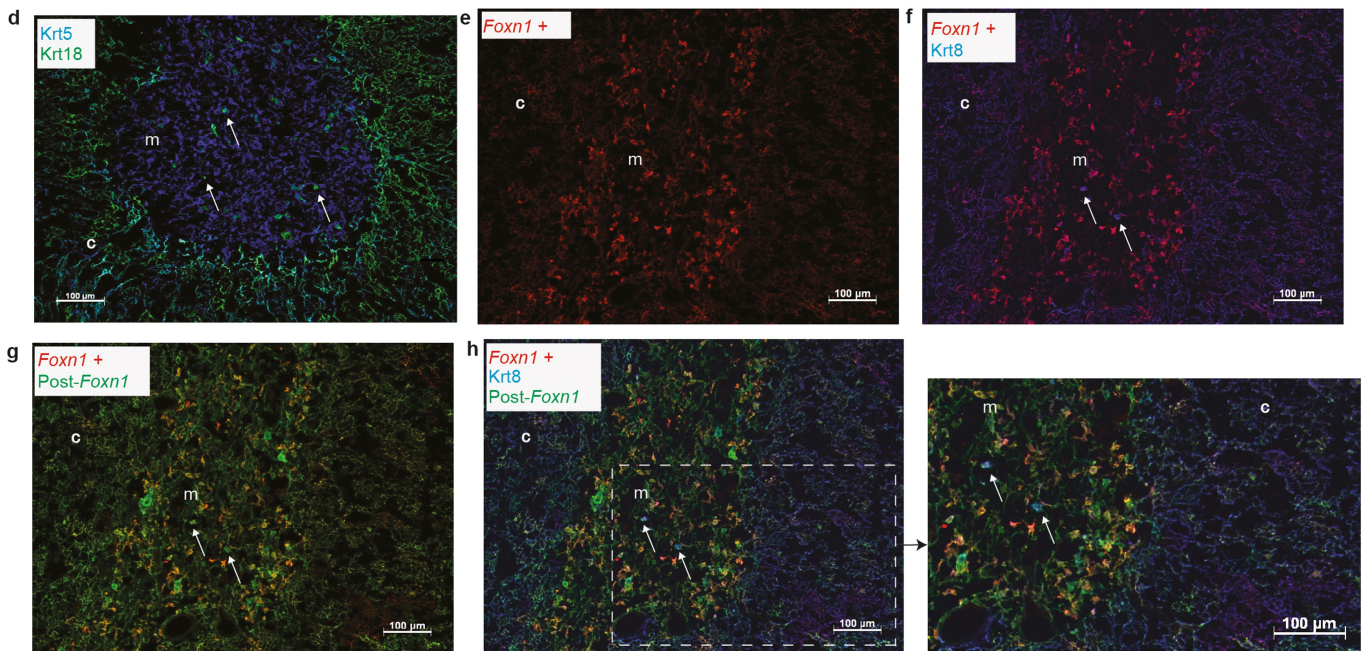 d
Krt5
Krt18
m
c
100 µm
e
Foxn1 +
c
m
100 µm
f
Foxn1 +
Krt8
c
m
100 µm
g
Foxn1 +
Post-Foxn1
c
m
100 µm
h
Foxn1 +
Krt8
Post-Foxn1
c
m
100 µm
m
c
100 µm